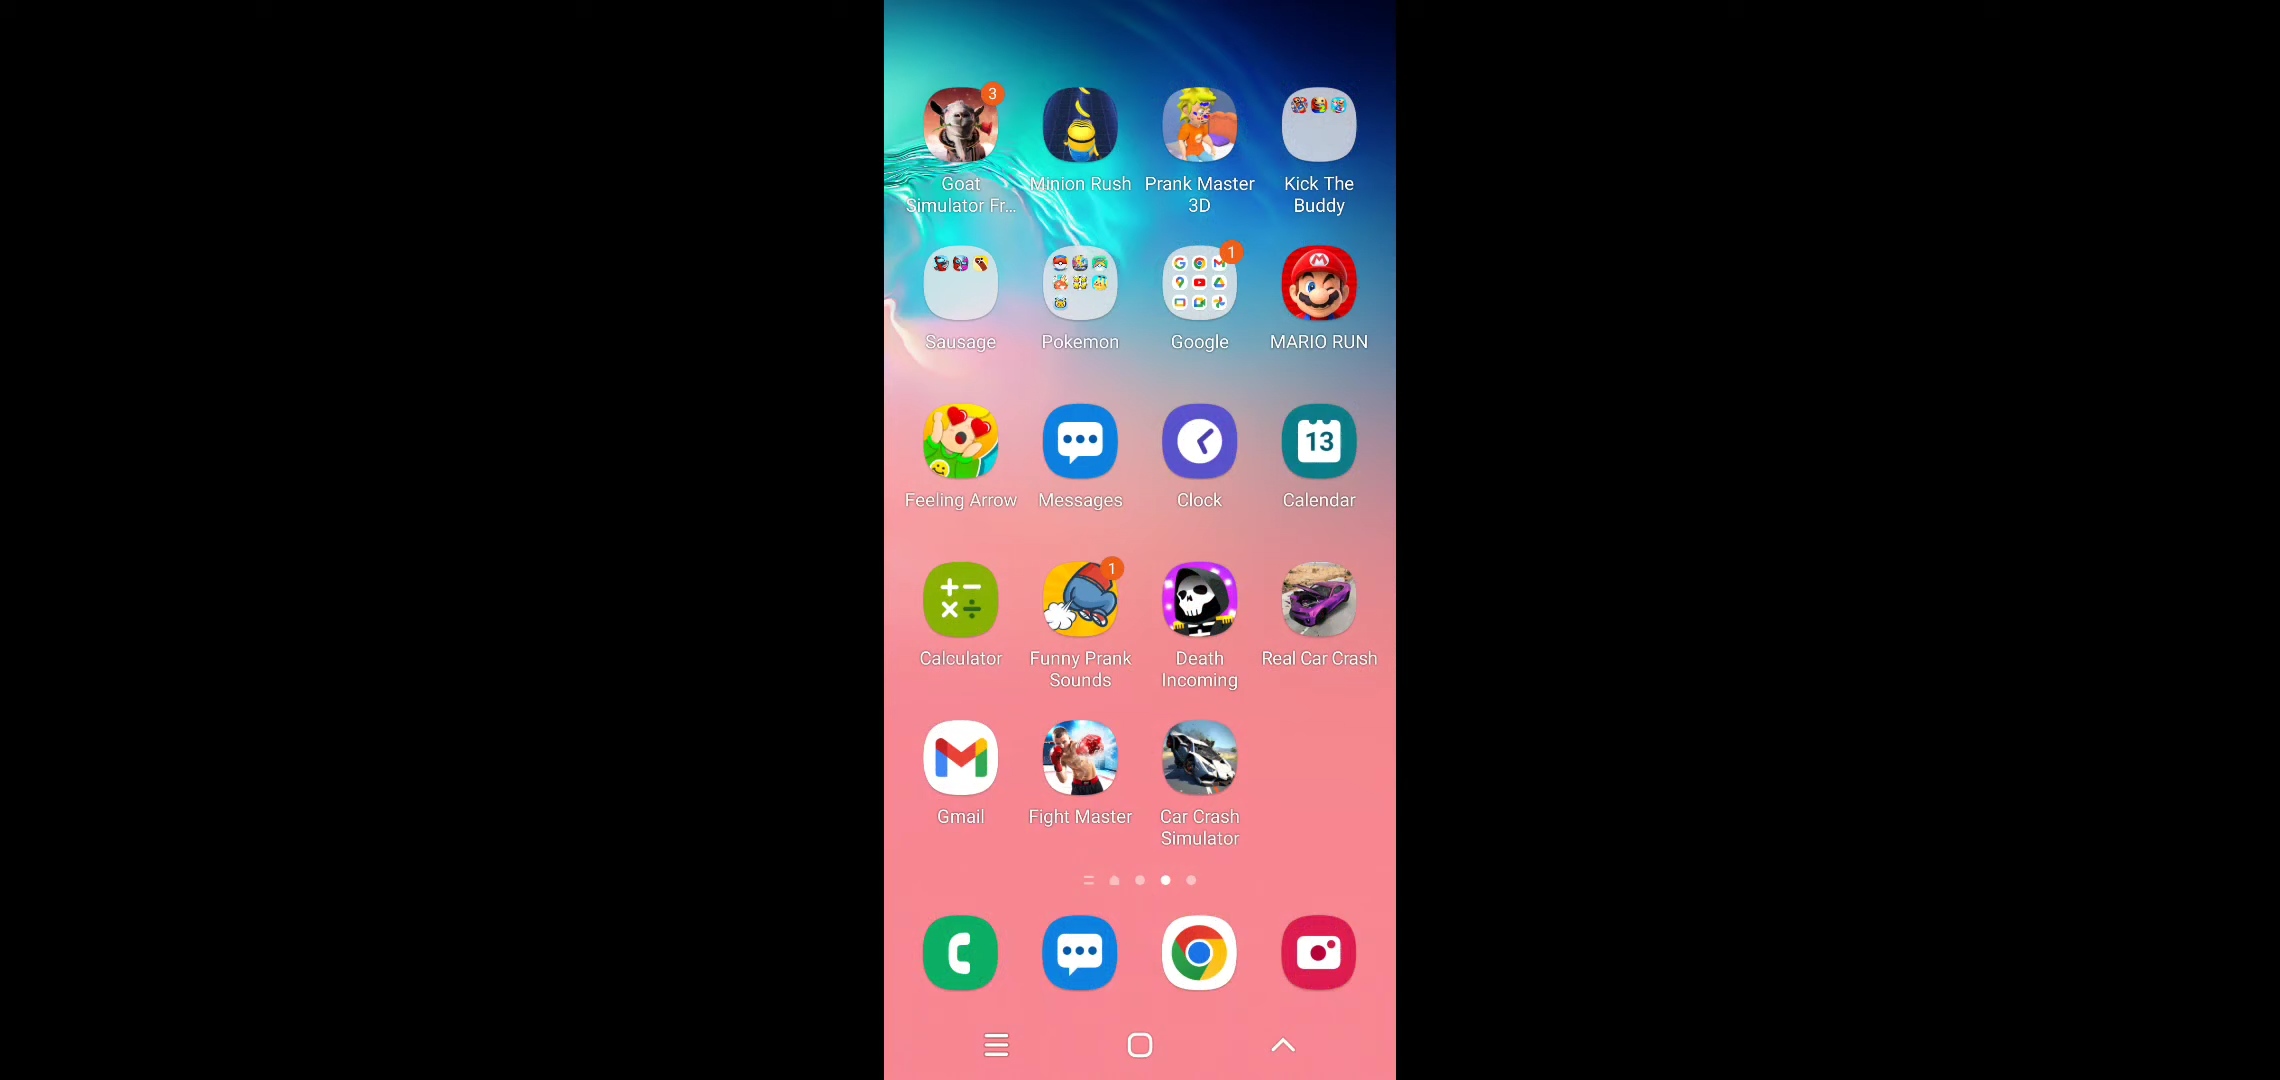 3
Goat
Simulator Fr...
Minion Rush
Prank Master
3D
Kick The
Buddy
Sausage
Pokemon
1
Google
MARIO RUN
Feeling Arrow
Messages
Clock
13
Calendar
Calculator
1
Funny Prank
Sounds
Death
Incoming
Real Car Crash
Gmail
Fight Master
Car Crash
Simulator